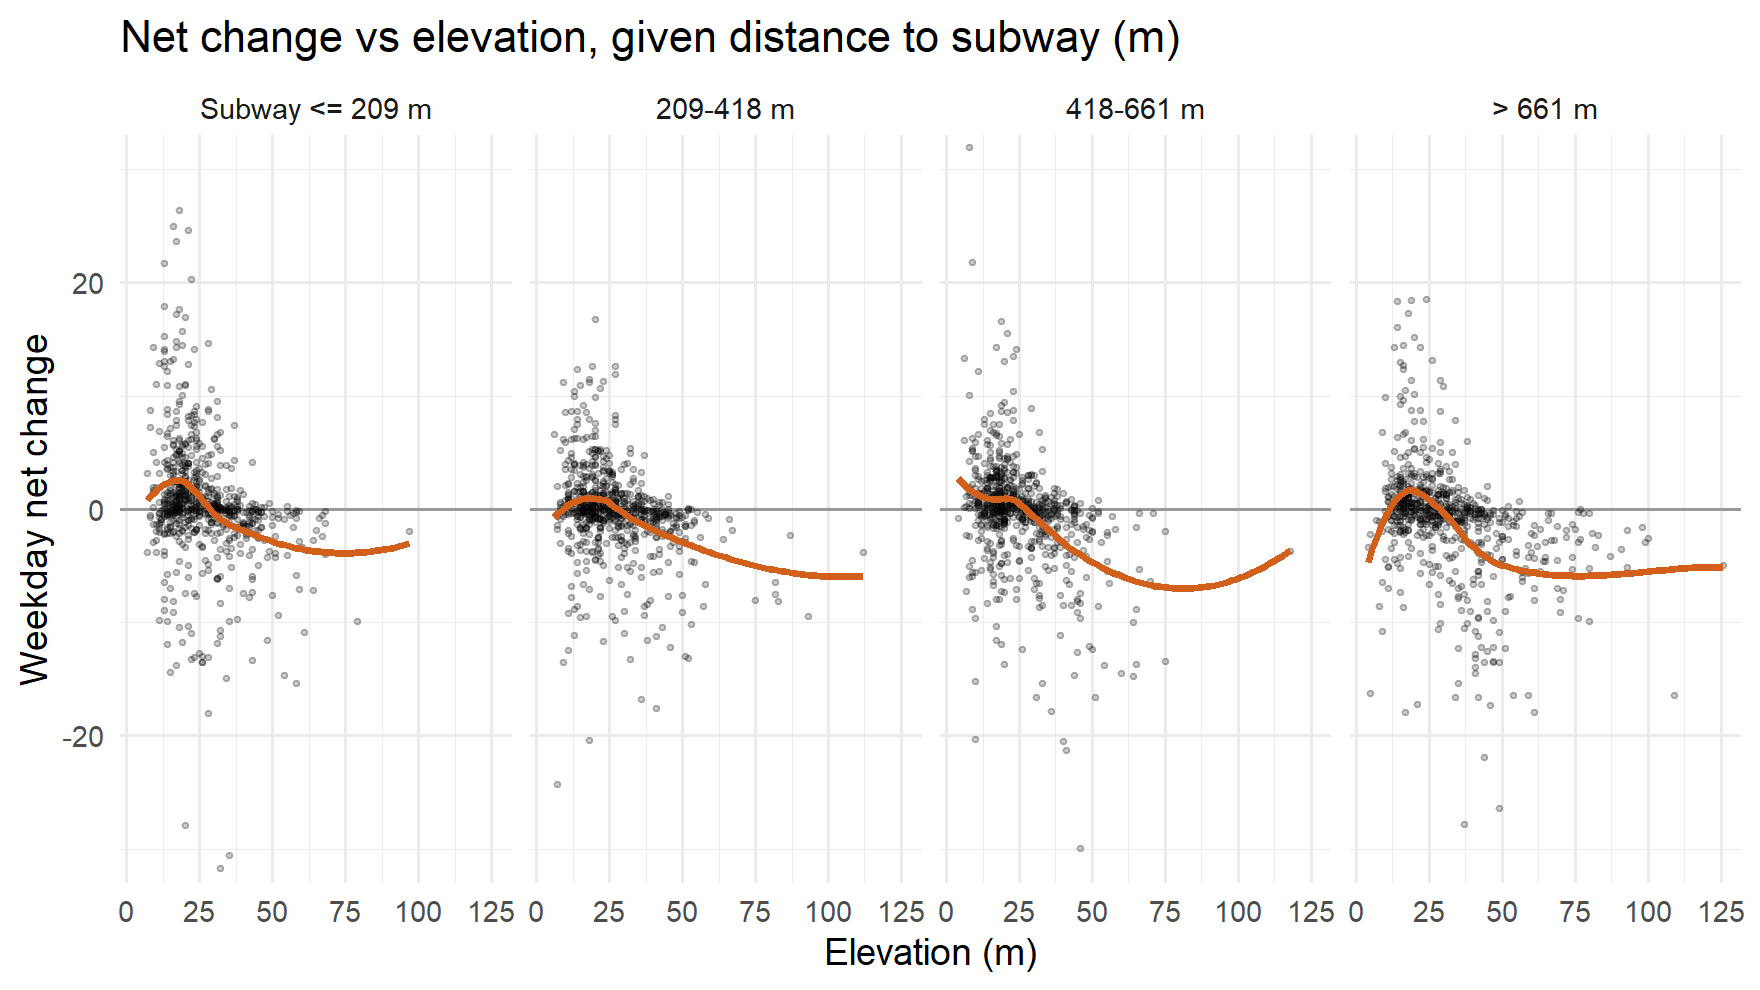 Net change vs elevation, given distance to subway (m)
Subway <= 209 m
209-418 m
418-661 m
> 661 m
Weekday net change
20
0
-20
0 25 50 75 100 125
0 25 50 75 100 125
0 25 50 75 100 125
0 25 50 75 100 125
Elevation (m)